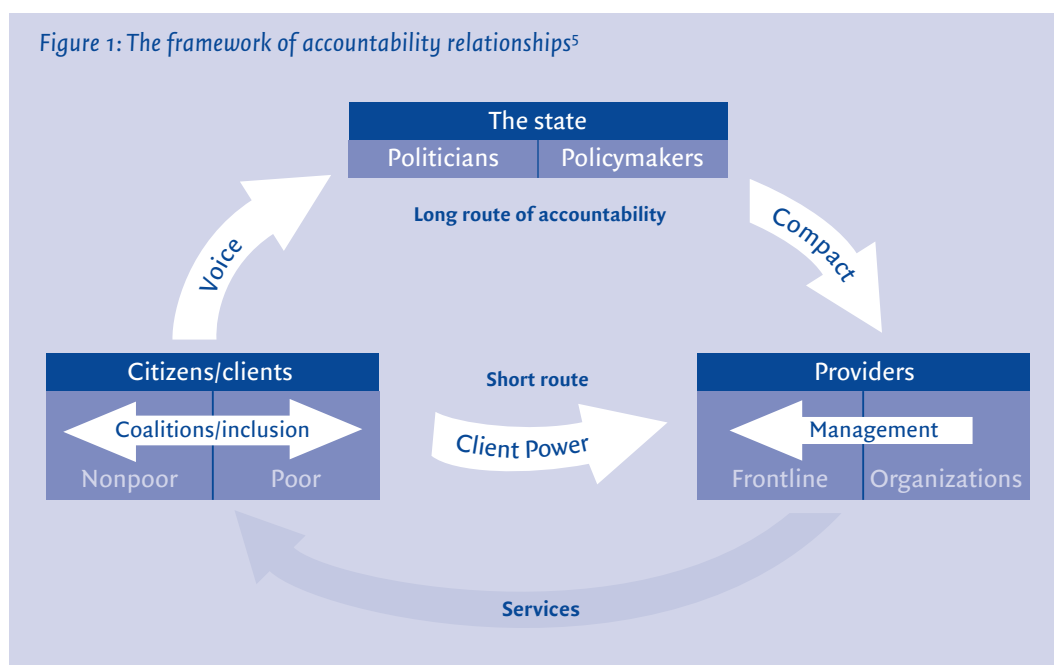 Figure 1: The framework of accountability relationships⁵
The state
Politicians Policymakers
Long route of accountability
Voice
Compact
Citizens/clients
Coalitions/inclusion
Nonpoor Poor
Short route
Client Power
Providers
Management
Frontline Organizations
Services